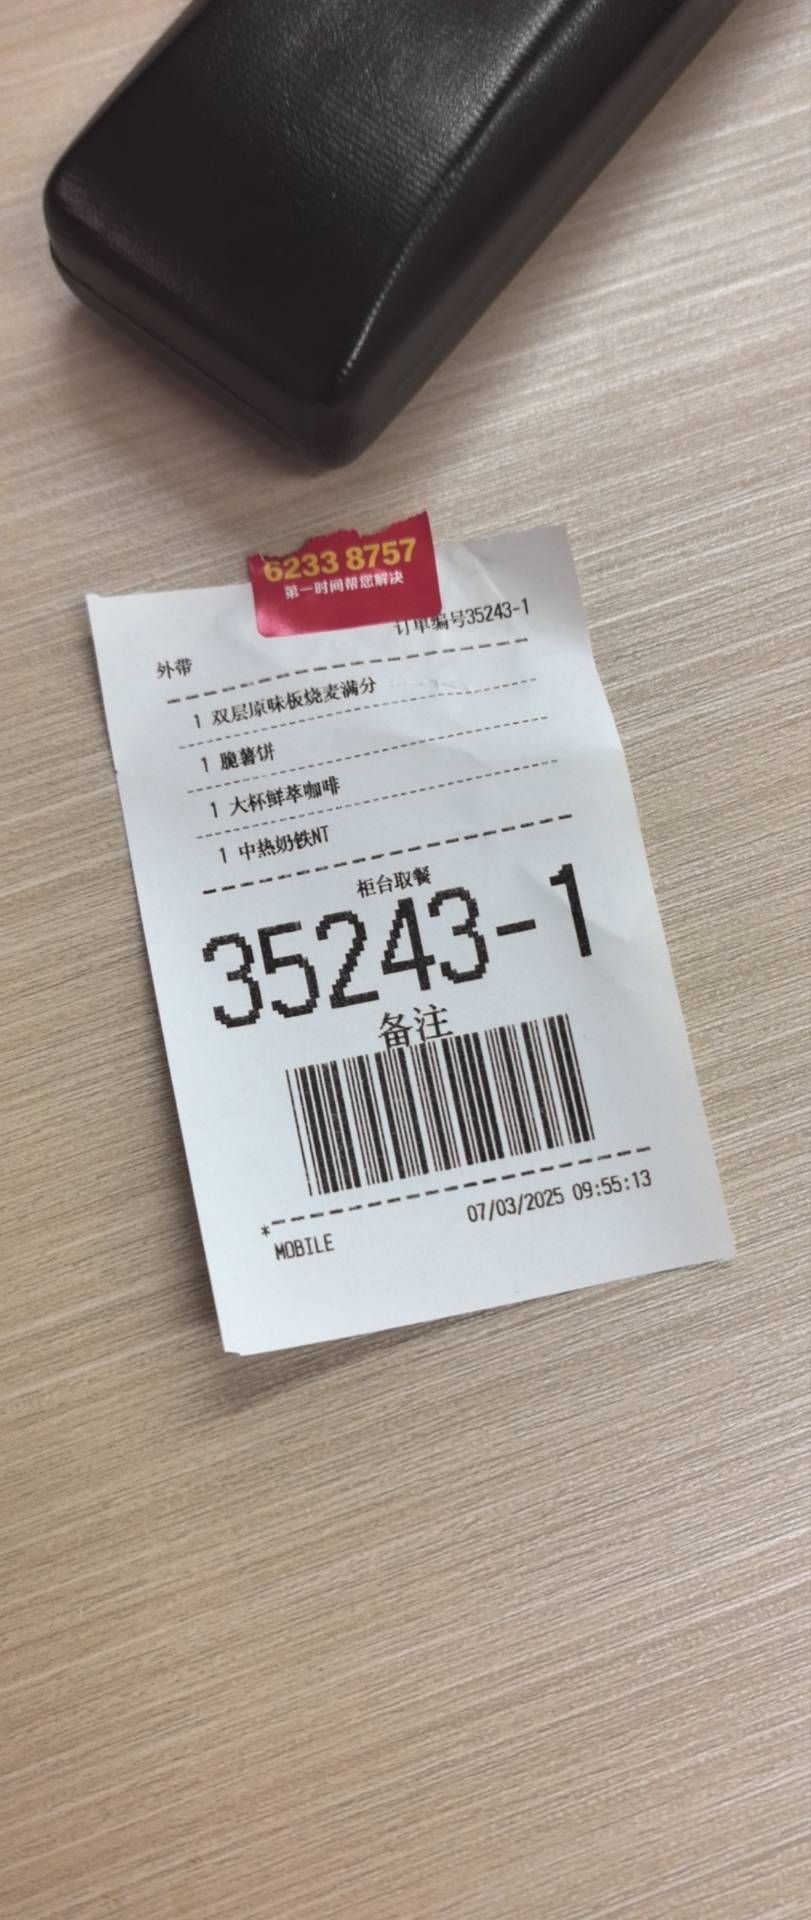 6233 8757
第一时间帮您解决
订单编号35243-1
外带
1 双层原味板烧麦满分
1 脆薯饼
1 大杯鲜萃咖啡
1 中热奶铁NT
柜台取餐
35243-1
备注
07/03/2025 09:55:13
*
MOBILE